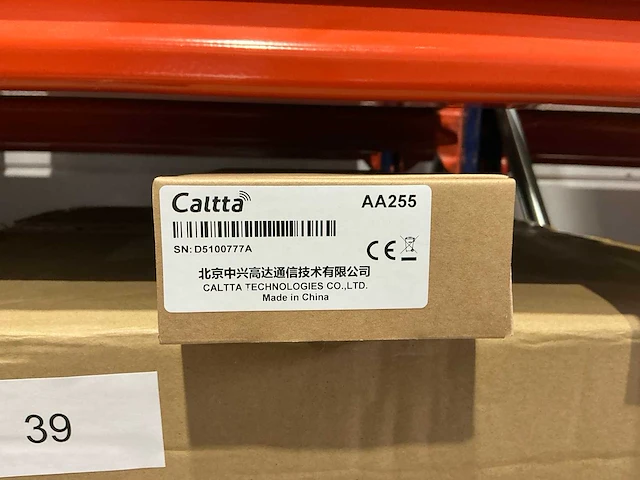 Caltta
AA255
SN: D5100777A
CE
北京中兴高达通信技术有限公司
CALTTA TECHNOLOGIES CO.,LTD.
Made in China
39